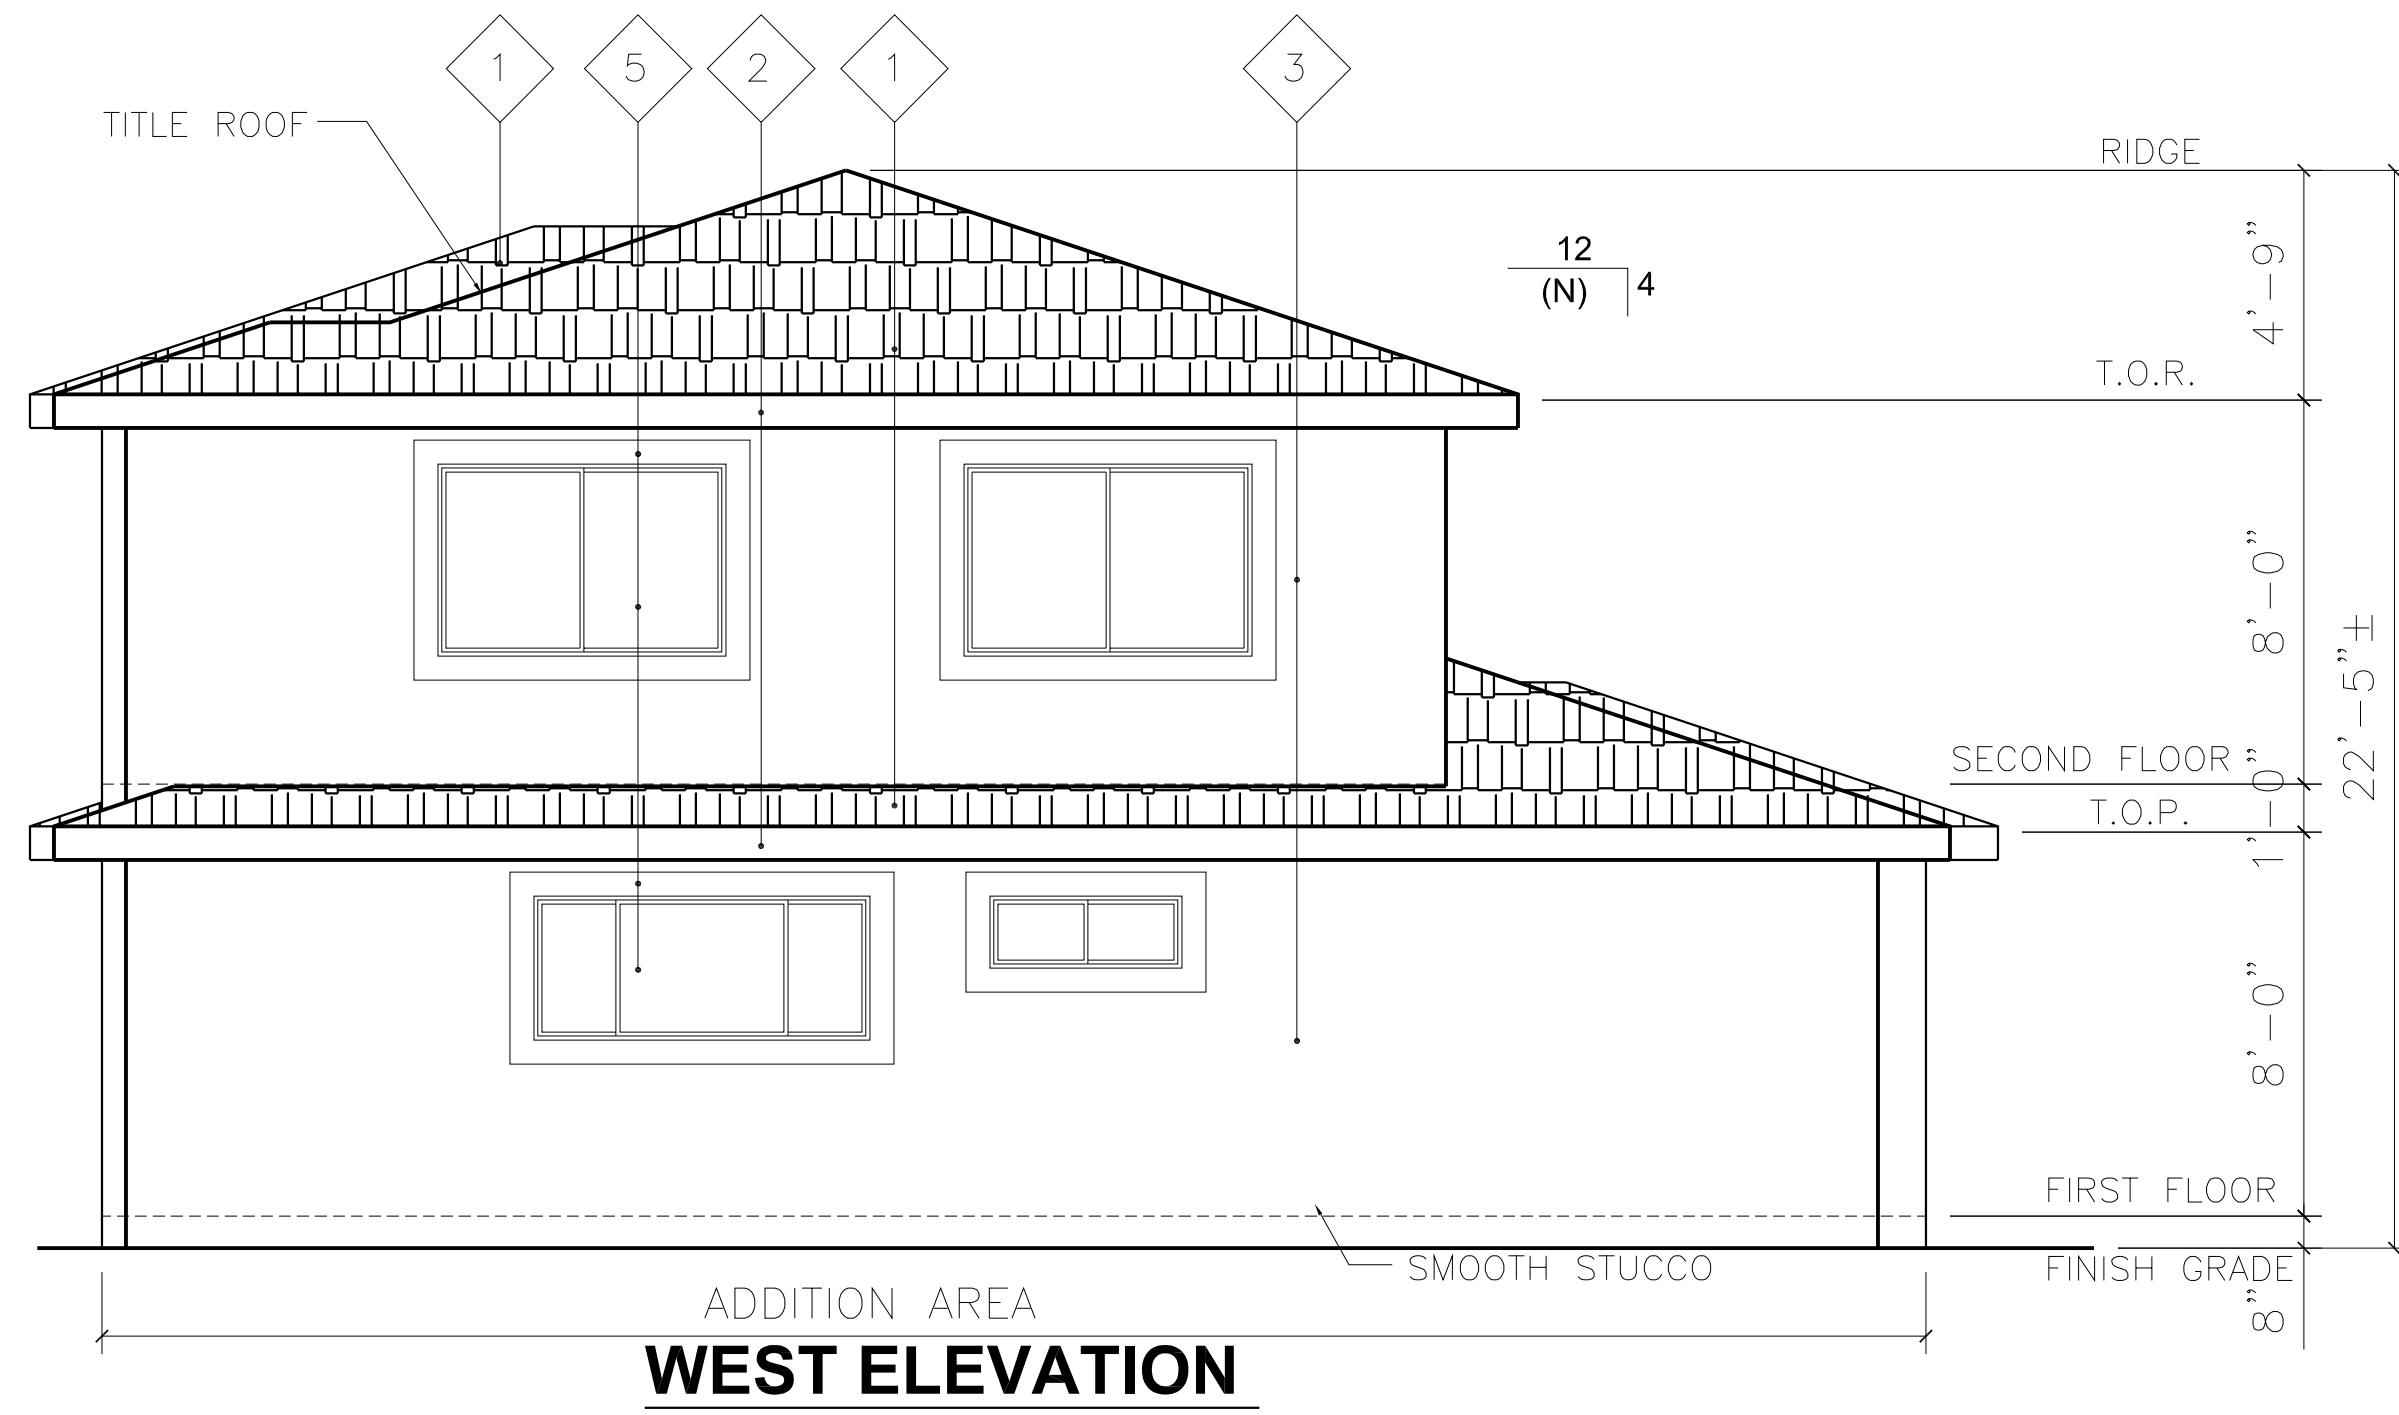 1
5
2
1
3
TITLE ROOF
RIDGE
12
(N)
4
4'-9"
T.O.R.
8'-0"
22'-5"±
SECOND FLOOR
1'-0"
T.O.P.
8'-0"
FIRST FLOOR
SMOOTH STUCCO
FINISH GRADE
8"
ADDITION AREA
WEST ELEVATION